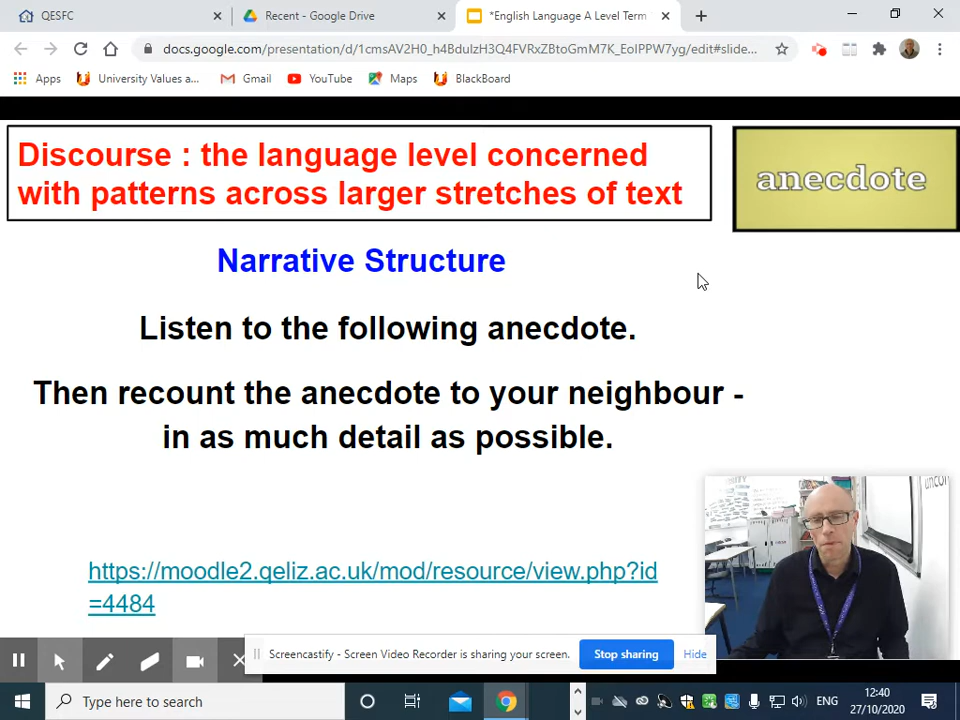 QESFC
Recent - Google Drive
*English Language A Level Term
docs.google.com/presentation/d/1cmsAV2H0_h4BdulzH3Q4FVRxZBtoGmM7K_EolPPW7yg/edit#slide...
Apps
University Values a...
Gmail
YouTube
Maps
BlackBoard
Discourse : the language level concerned
with patterns across larger stretches of text
anecdote
Narrative Structure
Listen to the following anecdote.
Then recount the anecdote to your neighbour -
in as much detail as possible.
https://moodle2.qeliz.ac.uk/mod/resource/view.php?id
=4484
Screencastify - Screen Video Recorder is sharing your screen.
Stop sharing
Hide
Type here to search
ENG
12:40
27/10/2020